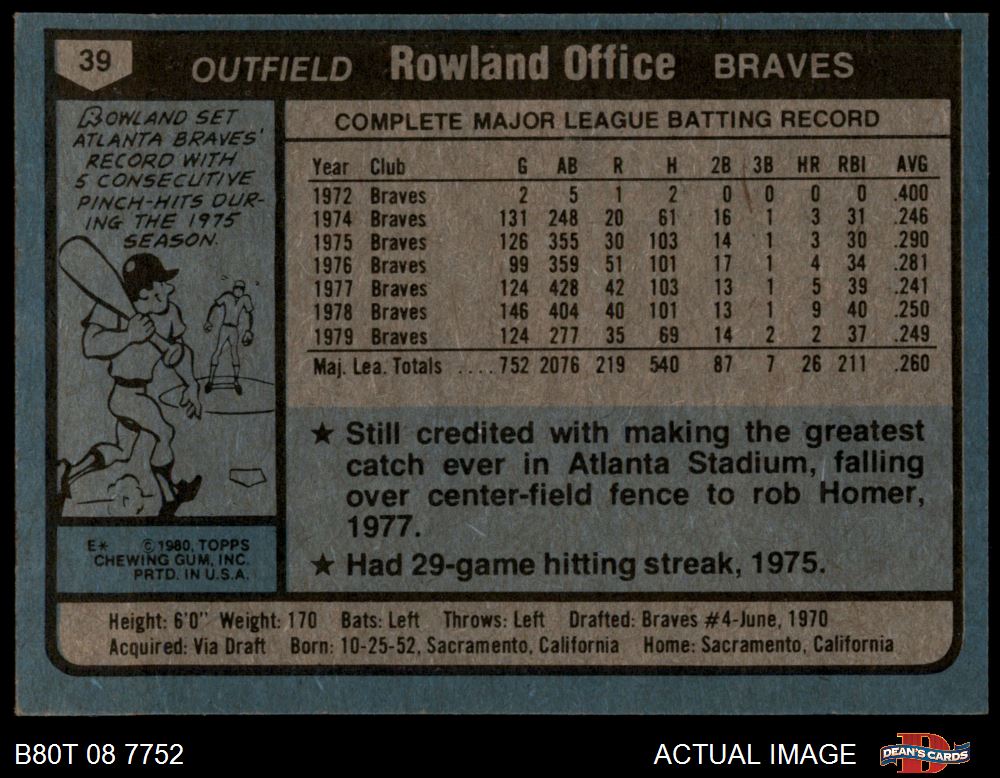 39
OUTFIELD Rowland Office BRAVES
ROWLAND SET
ATLANTA BRAVES'
RECORD WITH
5 CONSECUTIVE
PINCH-HITS DUR-
ING THE 1975
SEASON.
COMPLETE MAJOR LEAGUE BATTING RECORD
Year Club G AB R H 2B 3B HR RBI AVG
1972 Braves 2 5 1 2 0 0 0 0 .400
1974 Braves 131 248 20 61 16 1 3 31 .246
1975 Braves 126 355 30 103 14 1 3 30 .290
1976 Braves 99 359 51 101 17 1 4 34 .281
1977 Braves 124 428 42 103 13 1 5 39 .241
1978 Braves 146 404 40 101 13 1 9 40 .250
1979 Braves 124 277 35 69 14 2 2 37 .249
Maj. Lea. Totals ....752 2076 219 540 87 7 26 211 .260
★ Still credited with making the greatest
catch ever in Atlanta Stadium, falling
over center-field fence to rob Homer,
1977.
★ Had 29-game hitting streak, 1975.
E* ©1980, TOPPS
CHEWING GUM, INC.
PRTD. IN U.S.A.
Height: 6'0" Weight: 170 Bats: Left Throws: Left Drafted: Braves #4-June, 1970
Acquired: Via Draft Born: 10-25-52, Sacramento, California Home: Sacramento, California
B80T 08 7752 ACTUAL IMAGE DEAN'S CARDS